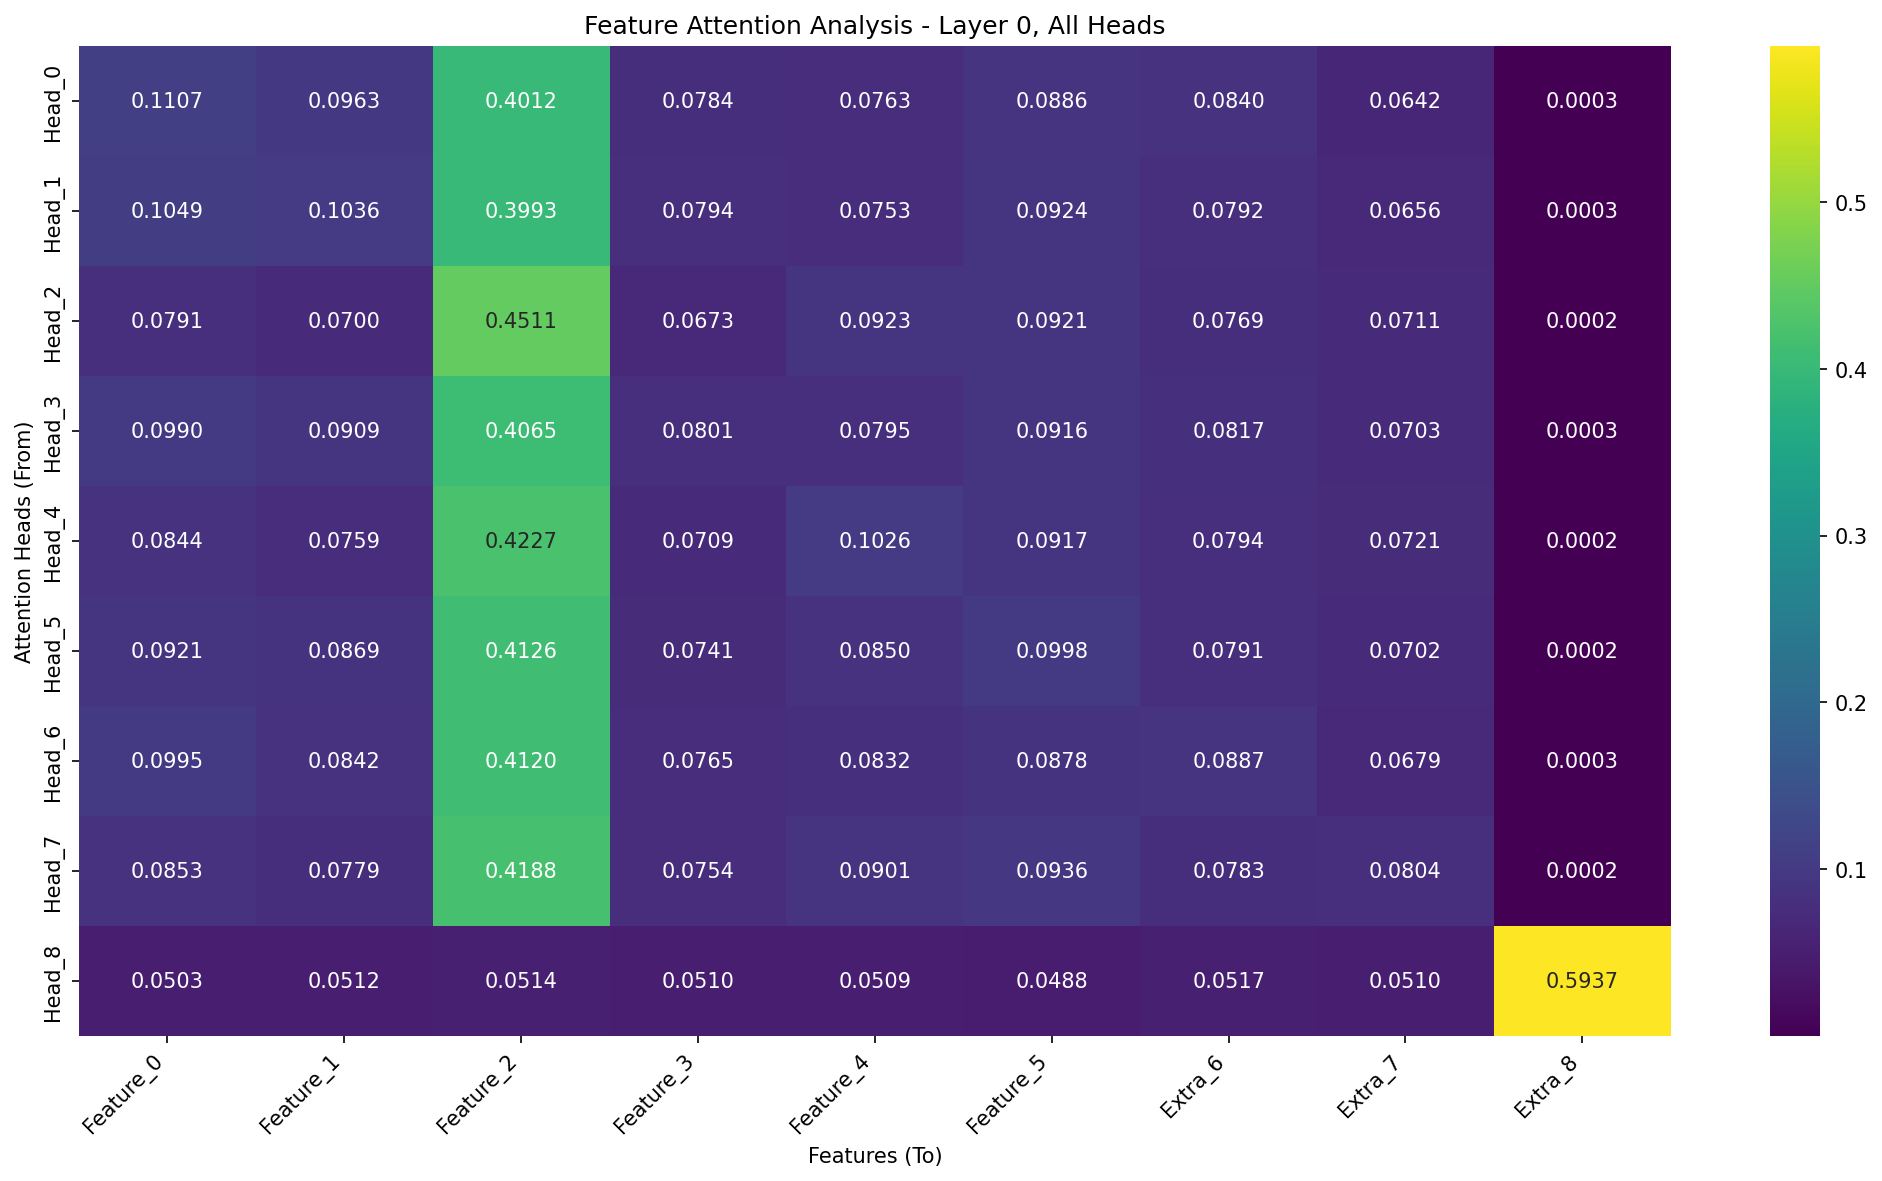 Feature Attention Analysis - Layer 0, All Heads
Head_0 0.1107 0.0963 0.4012 0.0784 0.0763 0.0886 0.0840 0.0642 0.0003
Head_1 0.1049 0.1036 0.3993 0.0794 0.0753 0.0924 0.0792 0.0656 0.0003
Head_2 0.0791 0.0700 0.4511 0.0673 0.0923 0.0921 0.0769 0.0711 0.0002
Head_3 0.0990 0.0909 0.4065 0.0801 0.0795 0.0916 0.0817 0.0703 0.0003
Head_4 0.0844 0.0759 0.4227 0.0709 0.1026 0.0917 0.0794 0.0721 0.0002
Head_5 0.0921 0.0869 0.4126 0.0741 0.0850 0.0998 0.0791 0.0702 0.0002
Head_6 0.0995 0.0842 0.4120 0.0765 0.0832 0.0878 0.0887 0.0679 0.0003
Head_7 0.0853 0.0779 0.4188 0.0754 0.0901 0.0936 0.0783 0.0804 0.0002
Head_8 0.0503 0.0512 0.0514 0.0510 0.0509 0.0488 0.0517 0.0510 0.5937
Attention Heads (From)
Feature_0 Feature_1 Feature_2 Feature_3 Feature_4 Feature_5 Extra_6 Extra_7 Extra_8
Features (To)
0.5
0.4
0.3
0.2
0.1